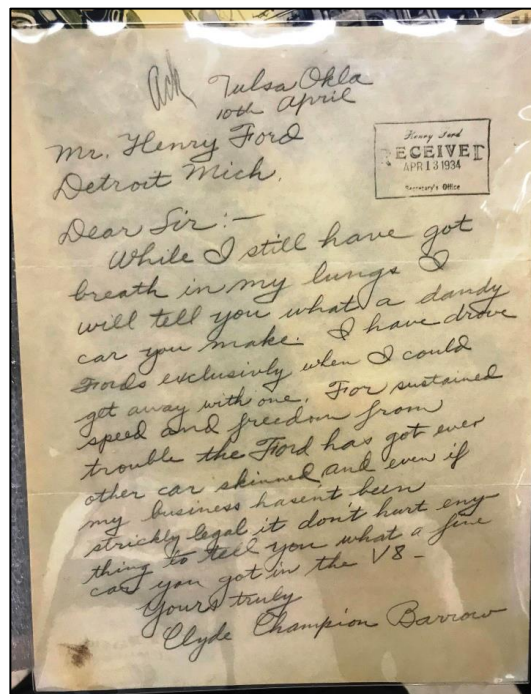 Ack
Tulsa Okla
10th April
Mr. Henry Ford
Detroit Mich.
Henry Ford
RECEIVED
APR 13 1934
Secretary's Office
Dear Sir:-
While I still have got
breath in my lungs I
will tell you what a dandy
car you make. I have drove
Fords exclusivly when I could
get away with one. For sustained
speed and freedom from
trouble the Ford has got ever
other car skinned, and even if
my business hasent been
strickly legal it don't hurt eny-
thing to tell you what a fine
car you got in the V8 -
Yours truly
Clyde Champion Barrow